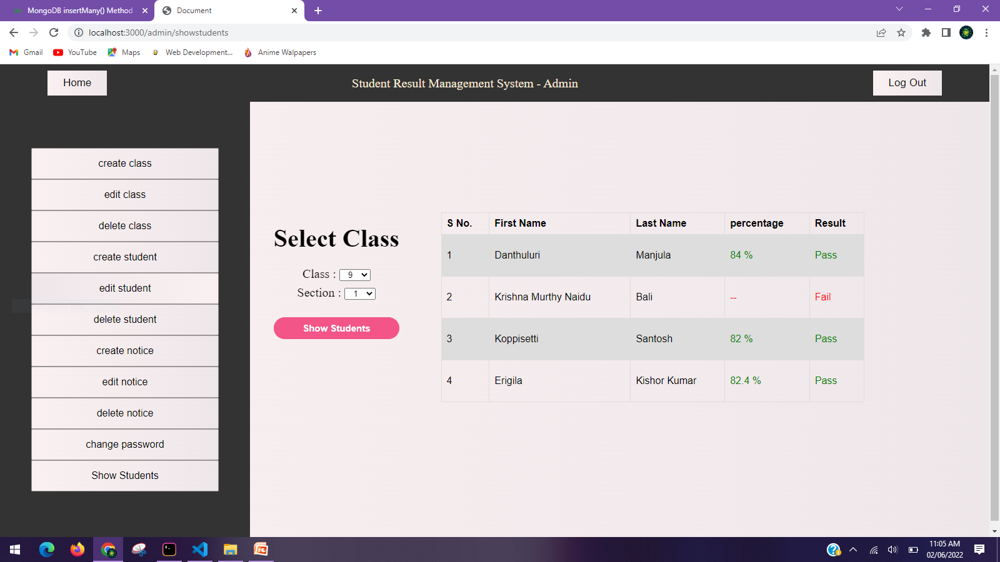 MongoDB insertMany() Method
Document
localhost:3000/admin/showstudents
Gmail
YouTube
Maps
Web Development...
Anime Walpapers
Home
Student Result Management System - Admin
Log Out
create class
edit class
delete class
create student
edit student
delete student
create notice
edit notice
delete notice
change password
Show Students
Select Class
Class : 9
Section : 1
Show Students
S No. First Name Last Name percentage Result
1 Danthuluri Manjula 84 % Pass
2 Krishna Murthy Naidu Bali -- Fail
3 Koppisetti Santosh 82 % Pass
4 Erigila Kishor Kumar 82.4 % Pass
11:05 AM
02/06/2022